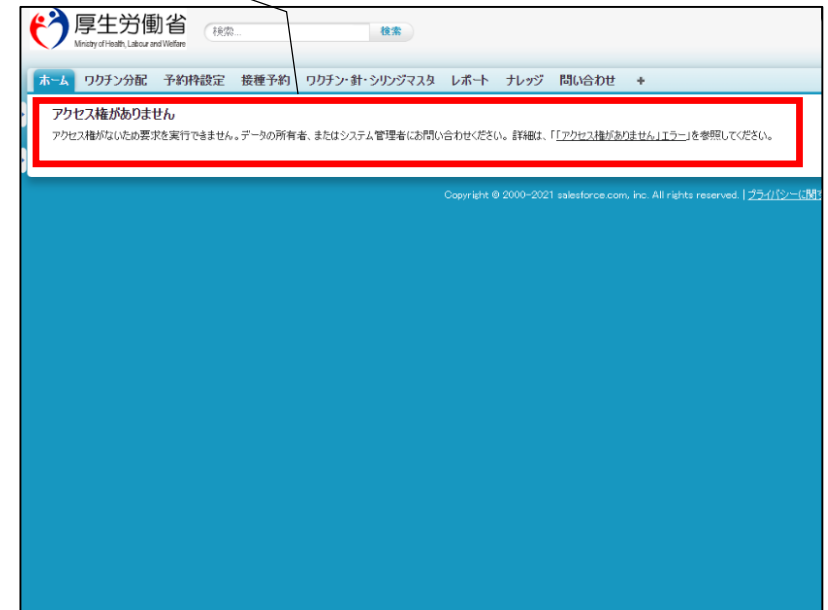 厚生労働省
Ministry of Health, Labour and Welfare
検索...
検索
ホーム ワクチン分配 予約枠設定 接種予約 ワクチン・針・シリンジマスタ レポート ナレッジ 問い合わせ +
アクセス権がありません
アクセス権がないため要求を実行できません。データの所有者、またはシステム管理者にお問い合わせください。詳細は、「「アクセス権がありません」エラー」を参照してください。
Copyright © 2000-2021 salesforce.com, inc. All rights reserved. | プライバシーに関